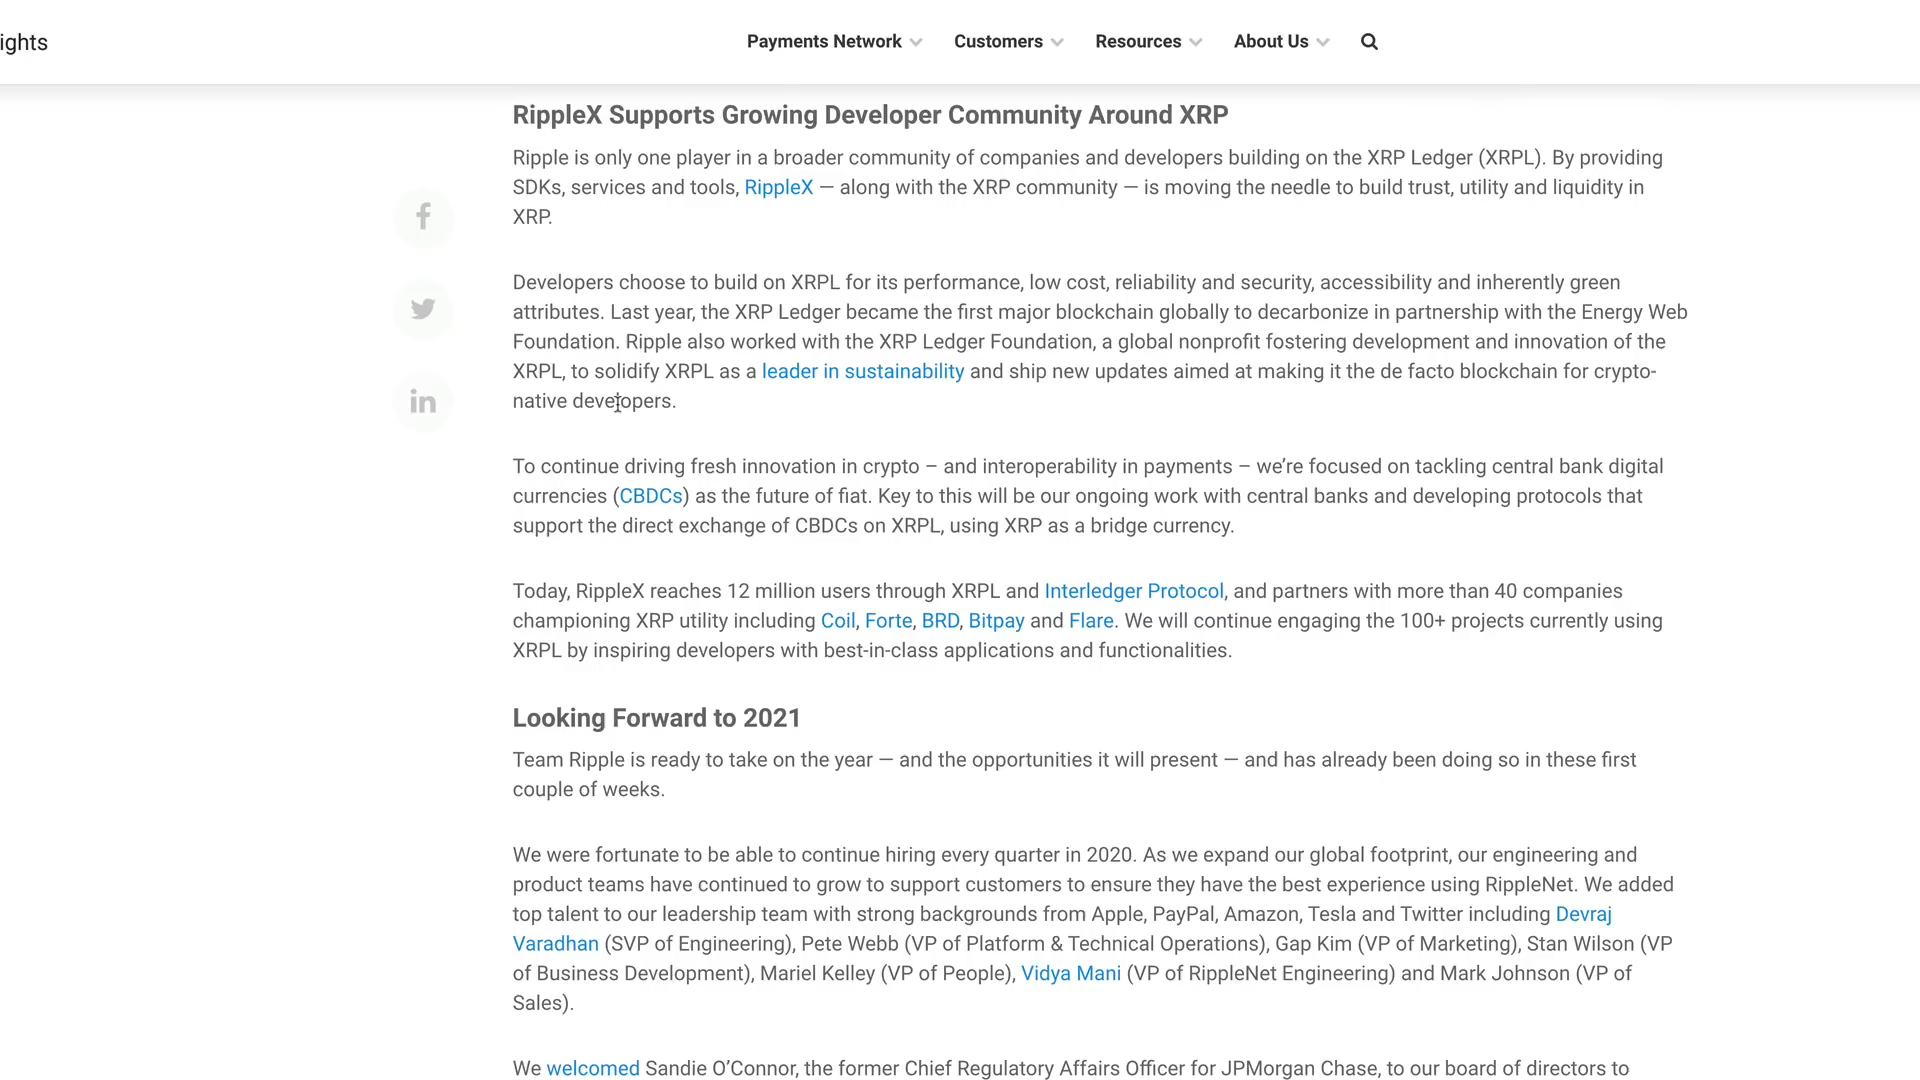 ights
Payments Network Customers Resources About Us
RippleX Supports Growing Developer Community Around XRP
Ripple is only one player in a broader community of companies and developers building on the XRP Ledger (XRPL). By providing
SDKs, services and tools, RippleX — along with the XRP community — is moving the needle to build trust, utility and liquidity in
XRP.
Developers choose to build on XRPL for its performance, low cost, reliability and security, accessibility and inherently green
attributes. Last year, the XRP Ledger became the first major blockchain globally to decarbonize in partnership with the Energy Web
Foundation. Ripple also worked with the XRP Ledger Foundation, a global nonprofit fostering development and innovation of the
XRPL, to solidify XRPL as a leader in sustainability and ship new updates aimed at making it the de facto blockchain for crypto-
native developers.
To continue driving fresh innovation in crypto – and interoperability in payments – we’re focused on tackling central bank digital
currencies (CBDCs) as the future of fiat. Key to this will be our ongoing work with central banks and developing protocols that
support the direct exchange of CBDCs on XRPL, using XRP as a bridge currency.
Today, RippleX reaches 12 million users through XRPL and Interledger Protocol, and partners with more than 40 companies
championing XRP utility including Coil, Forte, BRD, Bitpay and Flare. We will continue engaging the 100+ projects currently using
XRPL by inspiring developers with best-in-class applications and functionalities.
Looking Forward to 2021
Team Ripple is ready to take on the year — and the opportunities it will present — and has already been doing so in these first
couple of weeks.
We were fortunate to be able to continue hiring every quarter in 2020. As we expand our global footprint, our engineering and
product teams have continued to grow to support customers to ensure they have the best experience using RippleNet. We added
top talent to our leadership team with strong backgrounds from Apple, PayPal, Amazon, Tesla and Twitter including Devraj
Varadhan (SVP of Engineering), Pete Webb (VP of Platform & Technical Operations), Gap Kim (VP of Marketing), Stan Wilson (VP
of Business Development), Mariel Kelley (VP of People), Vidya Mani (VP of RippleNet Engineering) and Mark Johnson (VP of
Sales).
We welcomed Sandie O’Connor, the former Chief Regulatory Affairs Officer for JPMorgan Chase, to our board of directors to